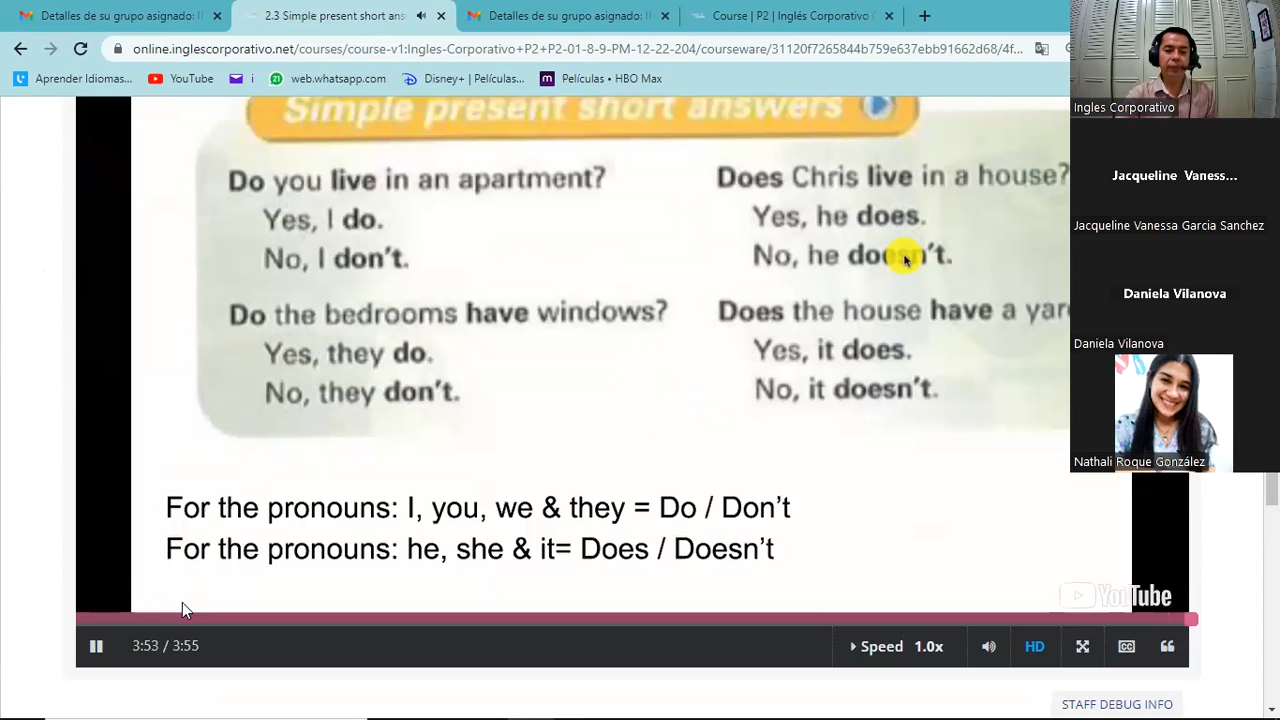 Detalles de su grupo asignado: I
2.3 Simple present short ans
Detalles de su grupo asignado: I
Course | P2 | Inglés Corporativo
online.inglescorporativo.net/courses/course-v1:Ingles-Corporativo+P2+P2-01-8-9-PM-12-22-204/courseware/31120f7265844b759e637ebb91662d68/4f...
Aprender Idiomas...
YouTube
i
web.whatsapp.com
Disney+ | Películas...
Películas • HBO Max
Simple present short answers
Do you live in an apartment?
Yes, I do.
No, I don't.
Does Chris live in a house?
Yes, he does.
No, he doesn't.
Do the bedrooms have windows?
Yes, they do.
No, they don't.
Does the house have a
Yes, it does.
No, it doesn't.
For the pronouns: I, you, we & they = Do / Don't
For the pronouns: he, she & it= Does / Doesn't
YouTube
3:53 / 3:55
Speed 1.0x
HD
CC
STAFF DEBUG INFO
Ingles Corporativo
Jacqueline Vaness...
Jacqueline Vanessa Garcia Sanchez
Daniela Vilanova
Daniela Vilanova
Nathali Roque González